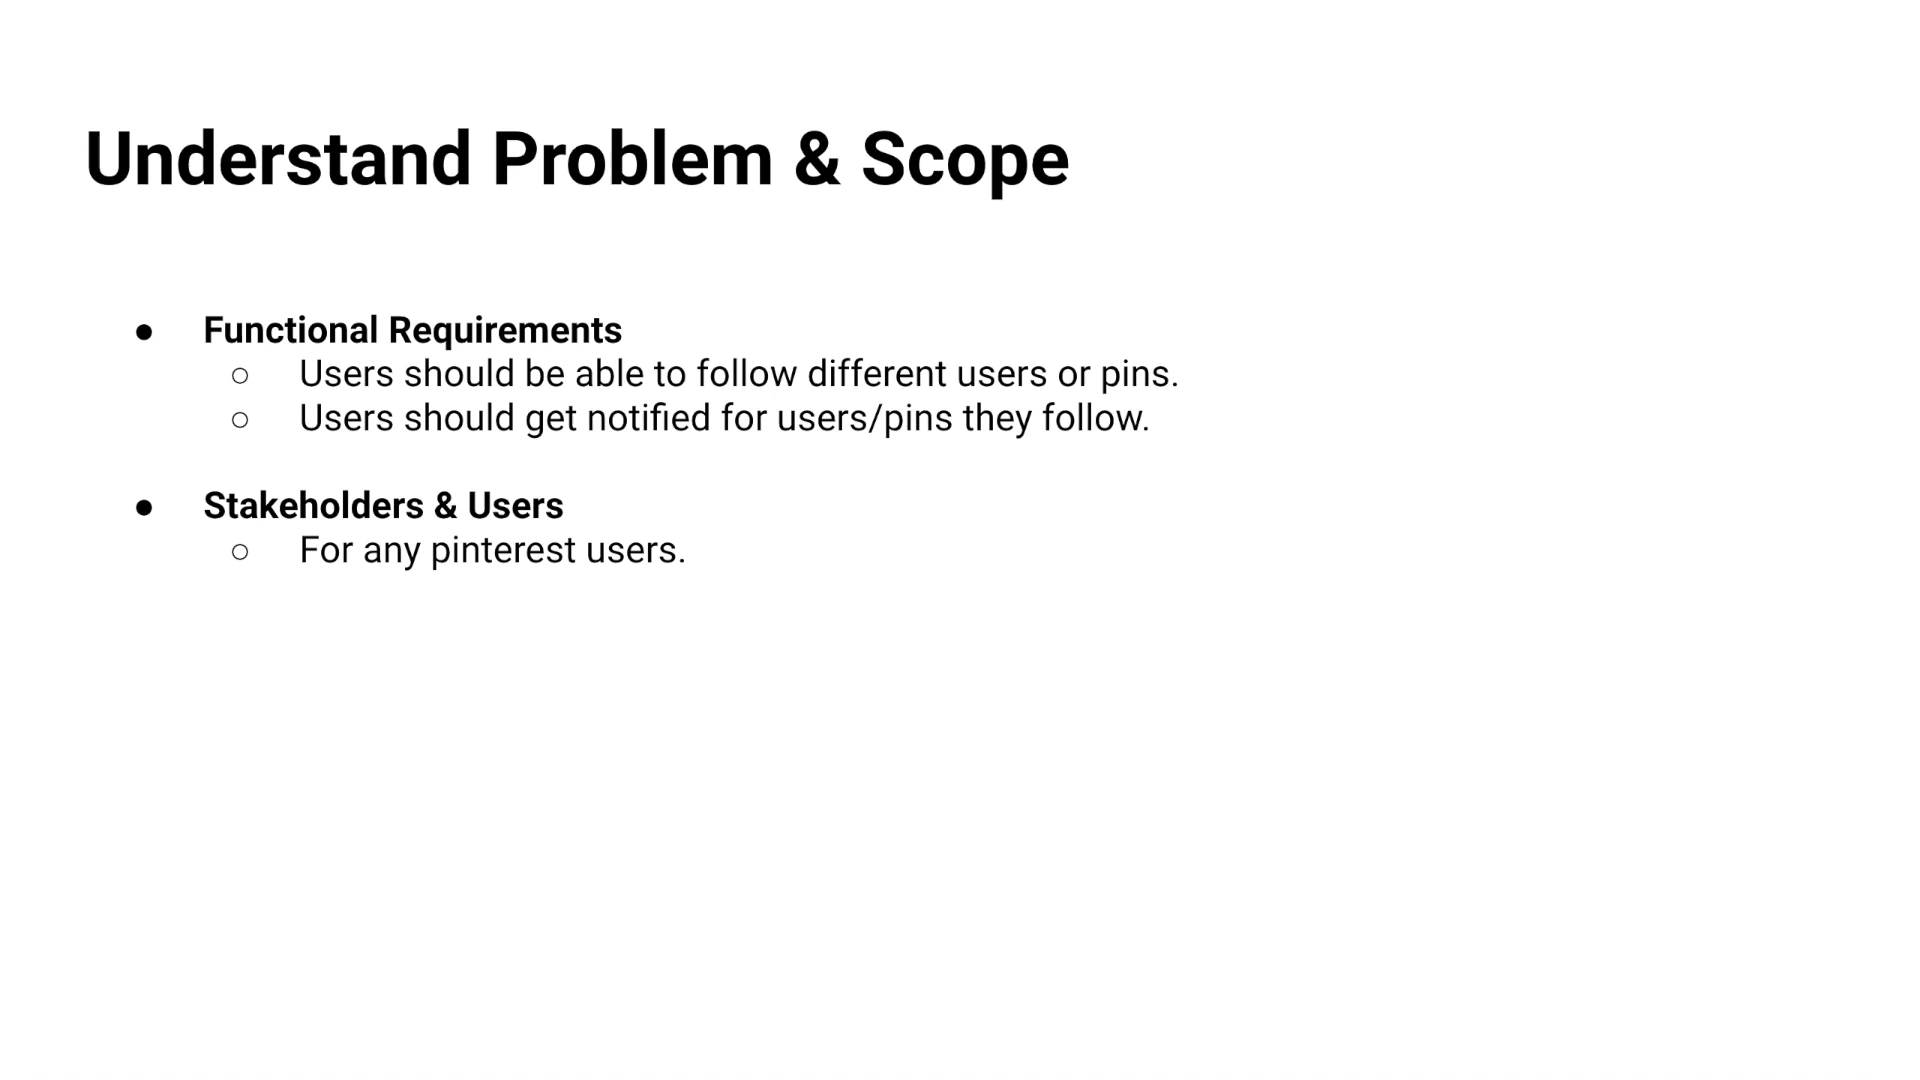 Understand Problem & Scope
● Functional Requirements
○ Users should be able to follow different users or pins.
○ Users should get notified for users/pins they follow.
● Stakeholders & Users
○ For any pinterest users.